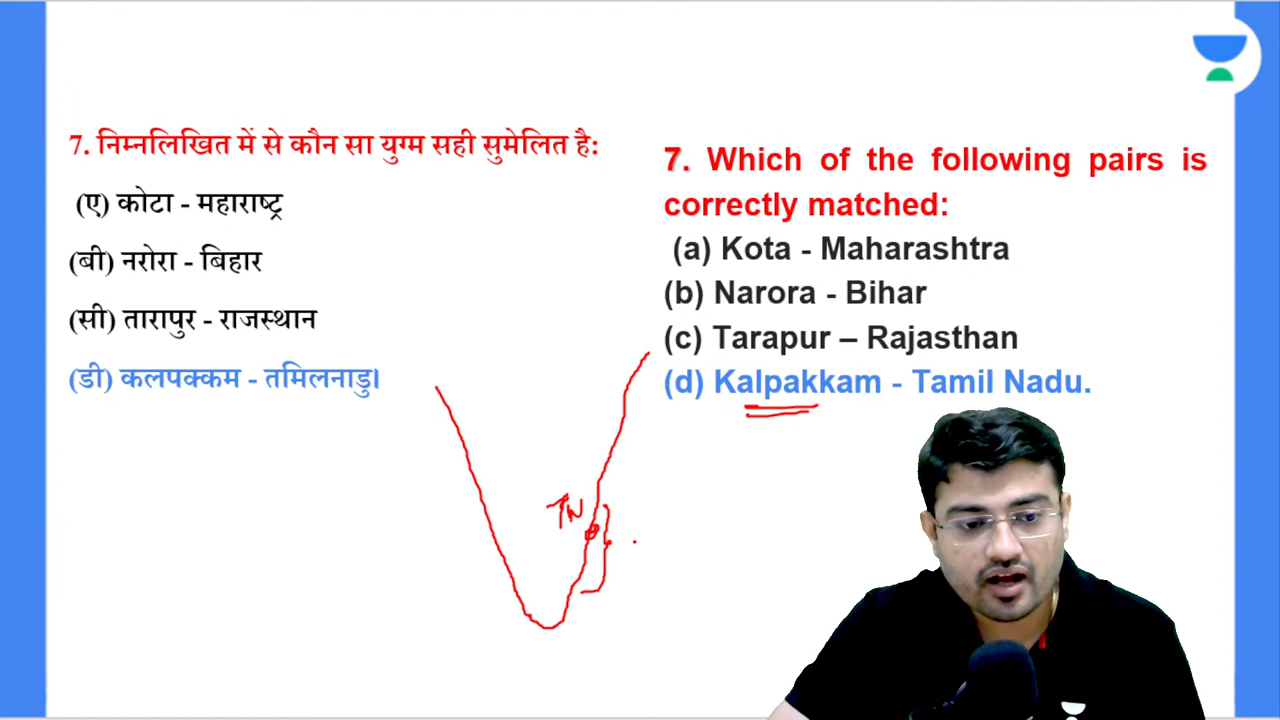 7. निम्नलिखित में से कौन सा युग्म सही सुमेलित है:
(ए) कोटा - महाराष्ट्र
(बी) नरोरा - बिहार
(सी) तारापुर - राजस्थान
(डी) कलपक्कम - तमिलनाडु।
7. Which of the following pairs is
correctly matched:
(a) Kota - Maharashtra
(b) Narora - Bihar
(c) Tarapur – Rajasthan
(d) Kalpakkam - Tamil Nadu.
TN